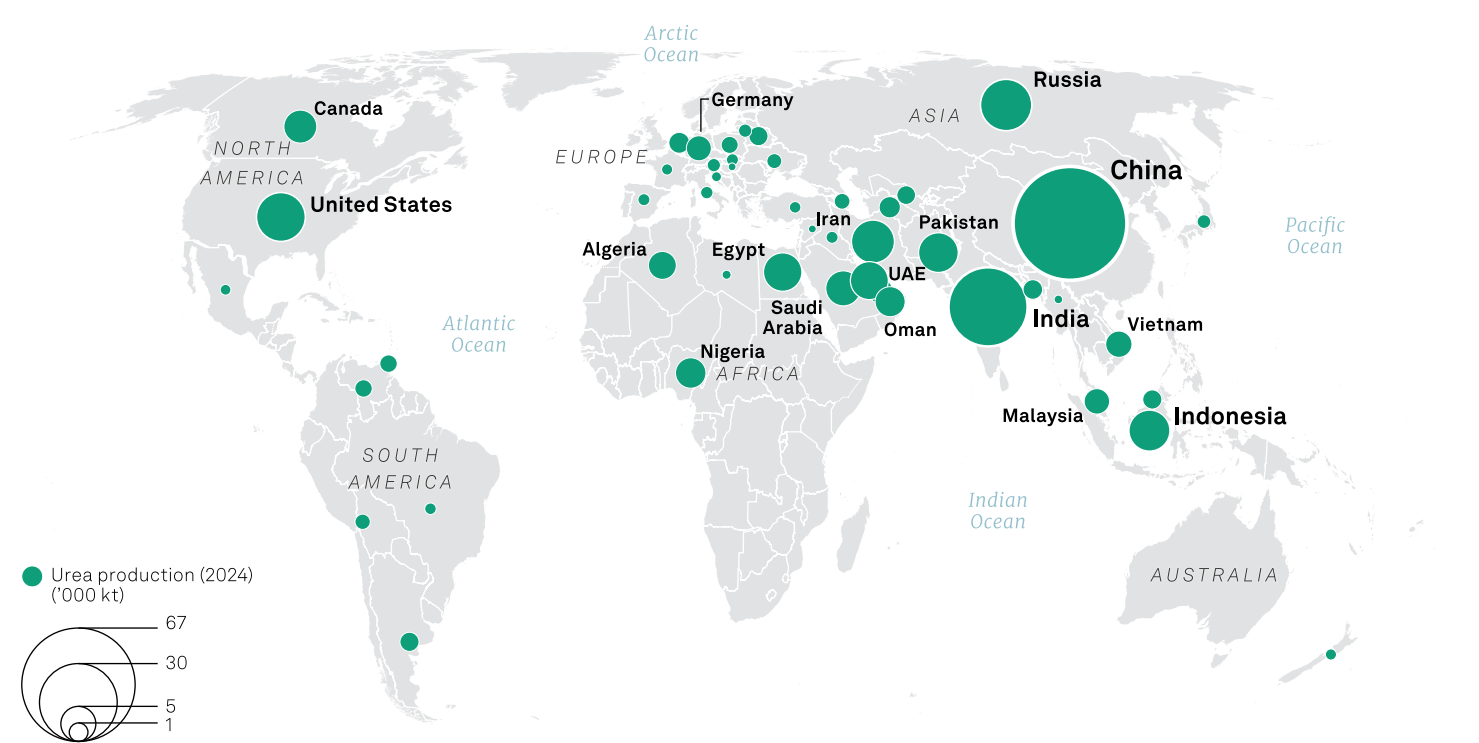 Arctic
Ocean
Russia
Germany
Canada
ASIA
NORTH
EUROPE
China
AMERICA
United States
Iran
Pakistan
Pacific
Ocean
Algeria
Egypt
UAE
Saudi
Arabia
Oman
India
Atlantic
Ocean
Vietnam
Nigeria
AFRICA
Malaysia
Indonesia
SOUTH
AMERICA
Indian
Ocean
AUSTRALIA
Urea production (2024)
('000 kt)
67
30
5
1